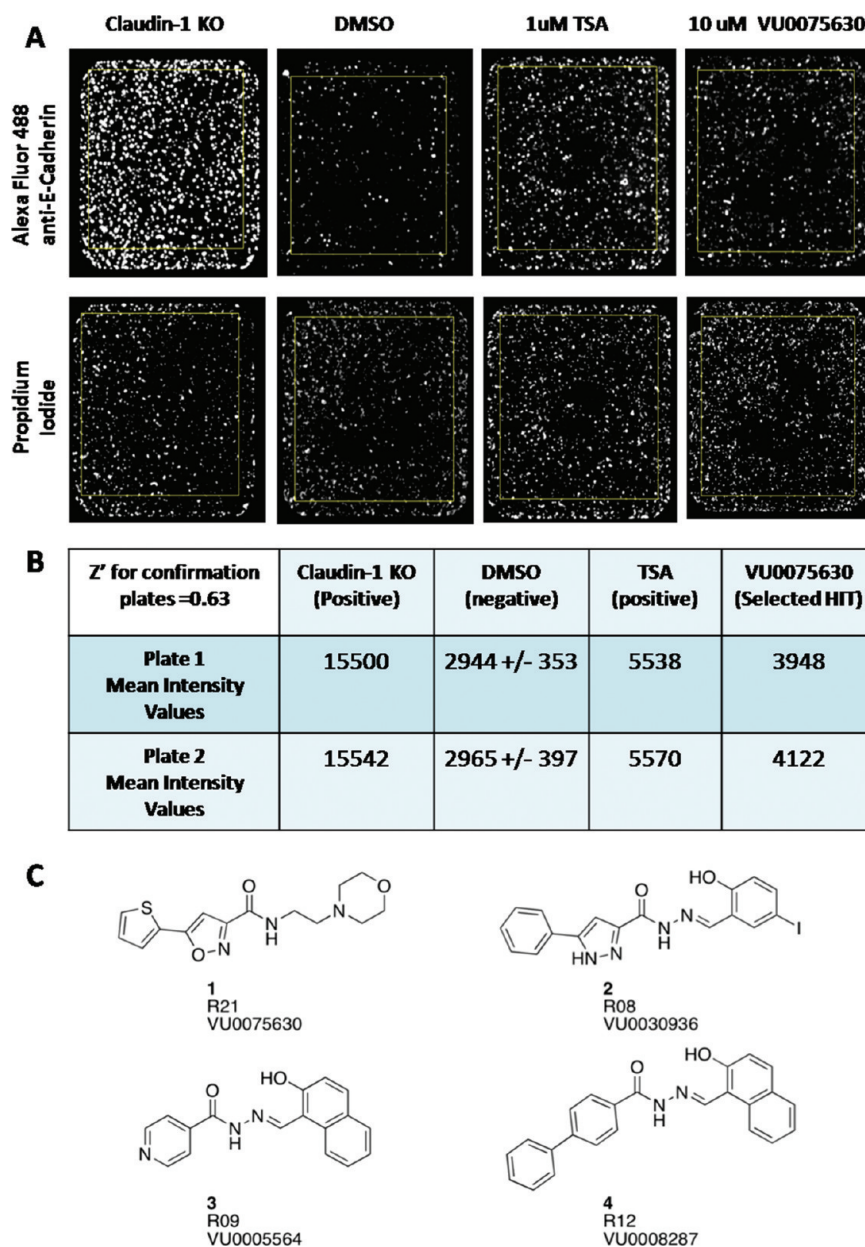 A
Claudin-1 KO DMSO 1uM TSA 10 uM VU0075630
Alexa Fluor 488
anti-E-Cadherin
Propidium
Iodide
B
Z' for confirmation
plates =0.63
Claudin-1 KO
(Positive)
DMSO
(negative)
TSA
(positive)
VU0075630
(Selected HIT)
Plate 1
Mean Intensity
Values
15500
2944 +/- 353
5538
3948
Plate 2
Mean Intensity
Values
15542
2965 +/- 397
5570
4122
C
S
O
N
H
O
N
N
O
1
R21
VU0075630
HO
O
N
H
N
HN
N
I
2
R08
VU0030936
HO
O
N
H
N
N
3
R09
VU0005564
HO
O
N
H
N
4
R12
VU0008287